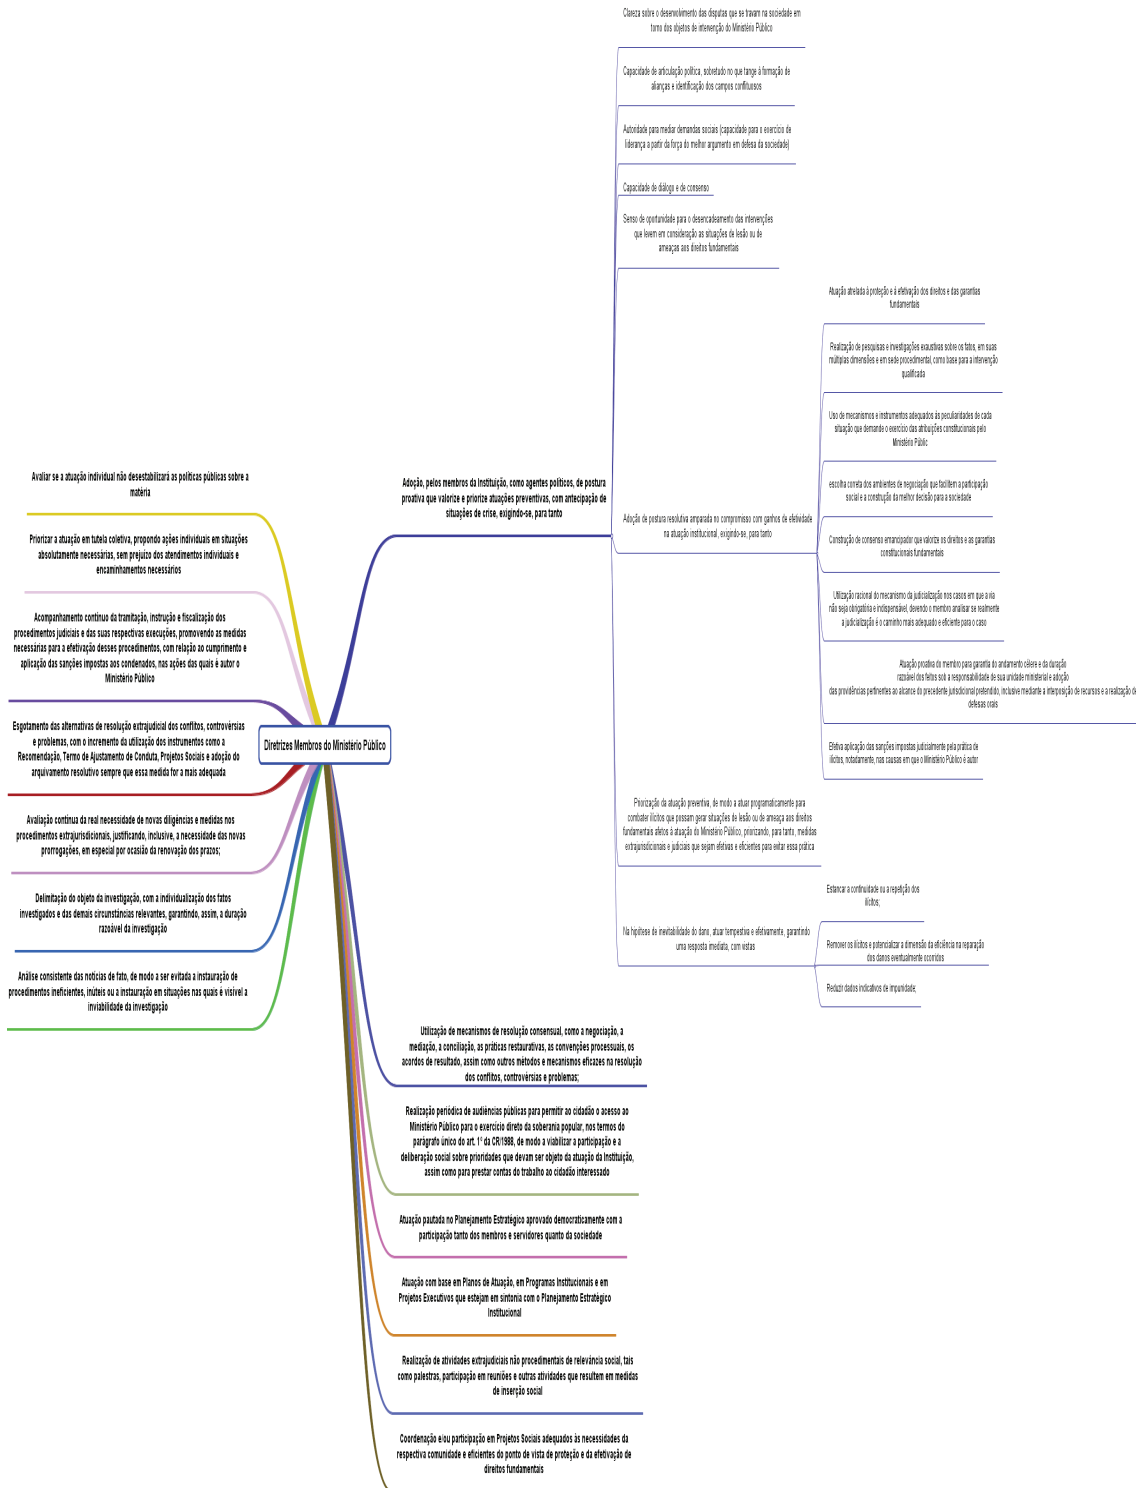 Diretrizes Membros do Ministério Público
Adoção, pelos membros da Instituição, como agentes políticos, de postura
proativa que valorize e priorize atuações preventivas, com antecipação de
situações de crise, exigindo-se, para tanto
Clareza sobre o desenvolvimento das disputas que se travam na sociedade em
torno dos objetos de intervenção do Ministério Público
Capacidade de articulação política, sobretudo no que tange à formação de
alianças e identificação dos campos conflituosos
Autoridade para mediar demandas sociais (capacidade para o exercício de
liderança a partir da força do melhor argumento em defesa da sociedade)
Capacidade de diálogo e de consenso
Senso de oportunidade para o desencadeamento das intervenções
que levem em consideração as situações de lesão ou de
ameaças aos direitos fundamentais
Adoção de postura resolutiva amparada no compromisso com ganhos de efetividade
na atuação institucional, exigindo-se, para tanto
Atuação atrelada à proteção e á efetivação dos direitos e das garantias
fundamentais
Realização de pesquisas e investigações exaustivas sobre os fatos, em suas
múltiplas dimensões e em sede procedimental, como base para a intervenção
qualificada
Uso de mecanismos e instrumentos adequados às peculiaridades de cada
situação que demande o exercício das atribuições constitucionais pelo
Ministério Públic
escolha correta dos ambientes de negociação que facilitem a participação
social e a construção da melhor decisão para a sociedade
Construção de consenso emancipador que valorize os direitos e as garantias
constitucionais fundamentais
Utilização racional do mecanismo da judicialização nos casos em que a via
não seja obrigatória e indispensável, devendo o membro analisar se realmente
a judicialização é o caminho mais adequado e eficiente para o caso
Atuação proativa do membro para garantia do andamento célere e da duração
razoável dos feitos sob a responsabilidade de sua unidade ministerial e adoção
das providências pertinentes ao alcance do precedente jurisdicional pretendido, inclusive mediante a interposição de recursos e a realização de
defesas orais
Efetiva aplicação das sanções impostas judicialmente pela prática de
ilícitos, notadamente, nas causas em que o Ministério Público é autor
Priorização da atuação preventiva, de modo a atuar programaticamente para
combater ilícitos que possam gerar situações de lesão ou de ameaça aos direitos
fundamentais afetos à atuação do Ministério Público, priorizando, para tanto, medidas
extrajurisdicionais e judiciais que sejam efetivas e eficientes para evitar essa prática
Na hipótese de inevitabilidade do dano, atuar tempestiva e efetivamente, garantindo
uma resposta imediata, com vistas
Estancar a continuidade ou a repetição dos
ilícitos;
Remover os ilícitos e potencializar a dimensão da eficiência na reparação
dos danos eventualmente ocorridos
Reduzir dados indicativos de impunidade;
Utilização de mecanismos de resolução consensual, como a negociação, a
mediação, a conciliação, as práticas restaurativas, as convenções processuais, os
acordos de resultado, assim como outros métodos e mecanismos eficazes na resolução
dos conflitos, controvérsias e problemas;
Realização periódica de audiências públicas para permitir ao cidadão o acesso ao
Ministério Público para o exercício direto da soberania popular, nos termos do
parágrafo único do art. 1º da CR/1988, de modo a viabilizar a participação e a
deliberação social sobre prioridades que devam ser objeto da atuação da Instituição,
assim como para prestar contas do trabalho ao cidadão interessado
Atuação pautada no Planejamento Estratégico aprovado democraticamente com a
participação tanto dos membros e servidores quanto da sociedade
Atuação com base em Planos de Atuação, em Programas Institucionais e em
Projetos Executivos que estejam em sintonia com o Planejamento Estratégico
Institucional
Realização de atividades extrajudiciais não procedimentais de relevância social, tais
como palestras, participação em reuniões e outras atividades que resultem em medidas
de inserção social
Coordenação e/ou participação em Projetos Sociais adequados às necessidades da
respectiva comunidade e eficientes do ponto de vista de proteção e da efetivação de
direitos fundamentais
Avaliar se a atuação individual não desestabilizará as políticas públicas sobre a
matéria
Priorizar a atuação em tutela coletiva, propondo ações individuais em situações
absolutamente necessárias, sem prejuízo dos atendimentos individuais e
encaminhamentos necessários
Acompanhamento contínuo da tramitação, instrução e fiscalização dos
procedimentos judiciais e das suas respectivas execuções, promovendo as medidas
necessárias para a efetivação desses procedimentos, com relação ao cumprimento e
aplicação das sanções impostas aos condenados, nas ações das quais é autor o
Ministério Público
Esgotamento das alternativas de resolução extrajudicial dos conflitos, controvérsias
e problemas, com o incremento da utilização dos instrumentos como a
Recomendação, Termo de Ajustamento de Conduta, Projetos Sociais e adoção do
arquivamento resolutivo sempre que essa medida for a mais adequada
Avaliação contínua da real necessidade de novas diligências e medidas nos
procedimentos extrajurisdicionais, justificando, inclusive, a necessidade das novas
prorrogações, em especial por ocasião da renovação dos prazos;
Delimitação do objeto da investigação, com a individualização dos fatos
investigados e das demais circunstâncias relevantes, garantindo, assim, a duração
razoável da investigação
Análise consistente das notícias de fato, de modo a ser evitada a instauração de
procedimentos ineficientes, inúteis ou a instauração em situações nas quais é visível a
inviabilidade da investigação